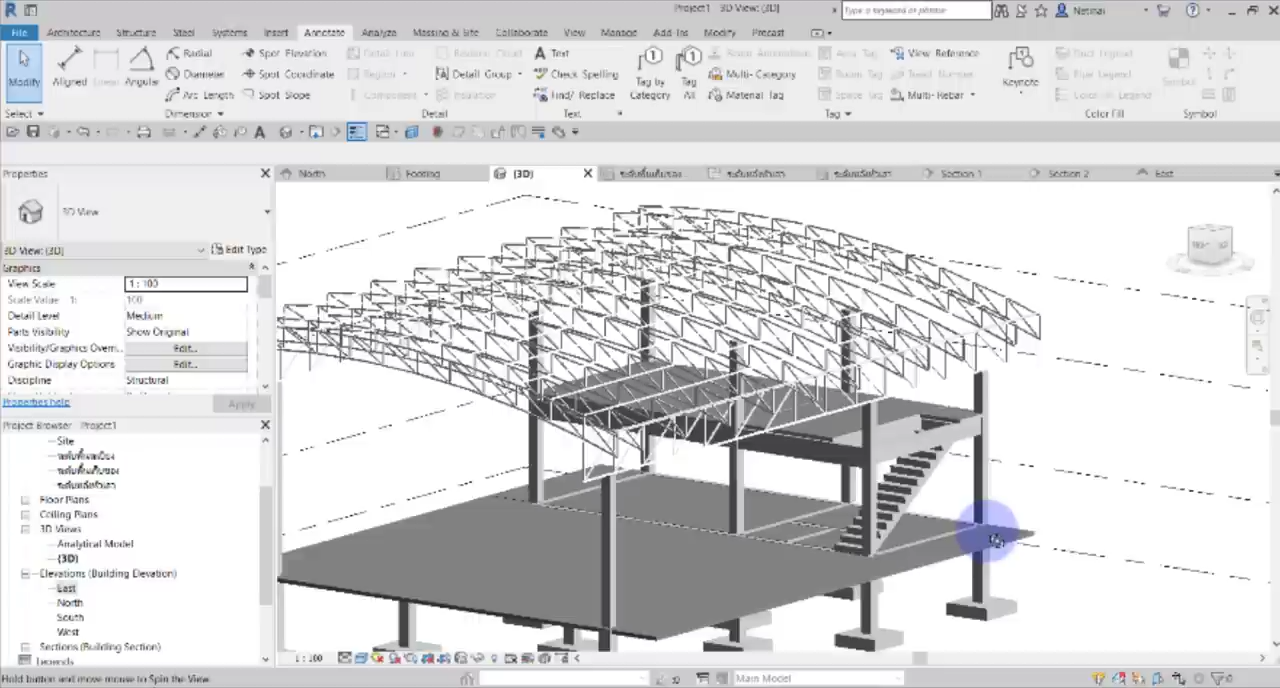 Project1 - 3D View: {3D}
Type a keyword or phrase
File Architecture Structure Steel Systems Insert Annotate Analyze Massing & Site Collaborate View Manage Add-Ins Modify Precast
Modify
Aligned
Linear
Angular
Radial
Diameter
Arc Length
Spot Elevation
Spot Coordinate
Spot Slope
Detail Line
Region
Component
Revision Cloud
Detail Group
Insulation
Text
Check Spelling
Find/ Replace
Tag by
Category
Tag
All
Multi- Category
Material Tag
Area Tag
Room Tag
Space Tag
View Reference
Tread Number
Multi- Rebar
Keynote
Duct Legend
Pipe Legend
Color Fill Legend
Symbol
Select
Dimension
Detail
Text
Tag
Color Fill
Symbol
Properties
North
Footing
{3D}
Section 1
Section 2
East
3D View
3D View: {3D}
Edit Type
Graphics
View Scale 1 : 100
Scale Value 1: 100
Detail Level Medium
Parts Visibility Show Original
Visibility/Graphics Overr... Edit...
Graphic Display Options Edit...
Discipline Structural
Properties help
Apply
Project Browser - Project1
Site
Floor Plans
Ceiling Plans
3D Views
Analytical Model
{3D}
Elevations (Building Elevation)
East
North
South
West
Sections (Building Section)
Legends
1 : 100
Hold button and move mouse to Spin the View
Main Model